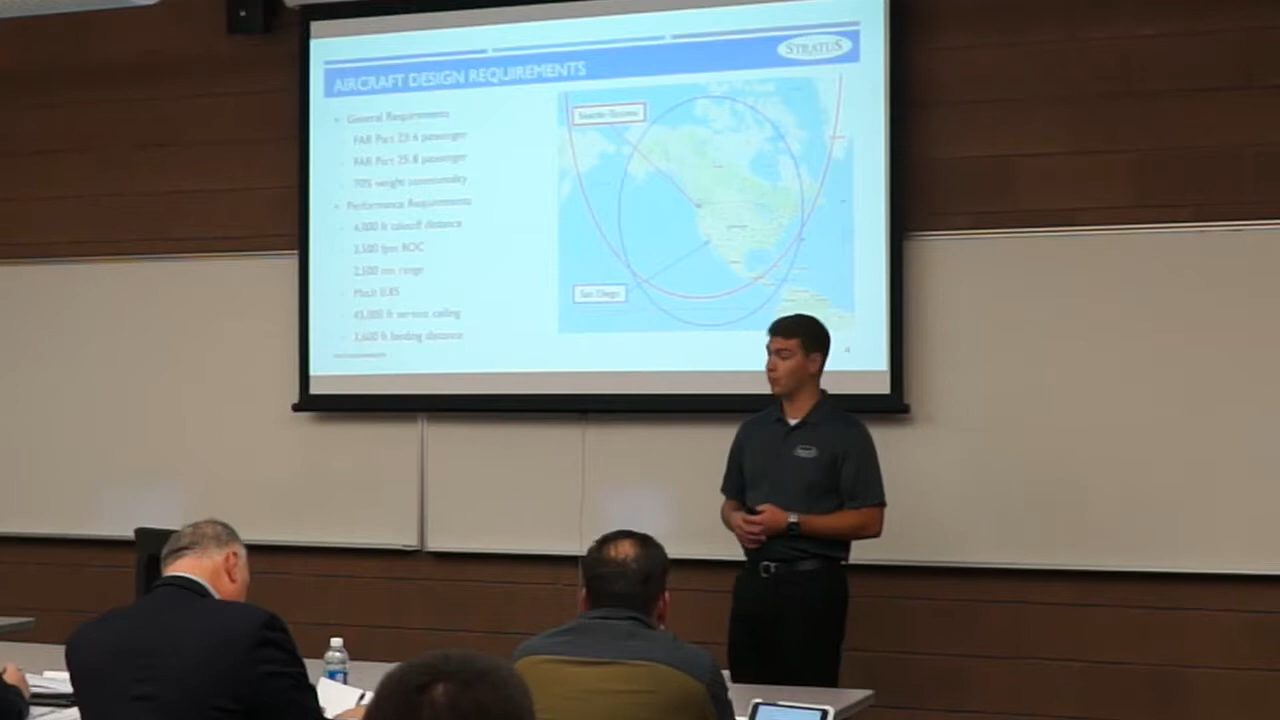 STRATUS
AIRCRAFT DESIGN REQUIREMENTS
General Requirements
FAR Part 23: 6 passenger
FAR Part 25: 8 passenger
70% weight commonality
Performance Requirements
4,000 ft takeoff distance
3,500 fpm ROC
2,500 nm range
Mach 0.85
45,000 ft service ceiling
3,600 ft landing distance
San Diego
4